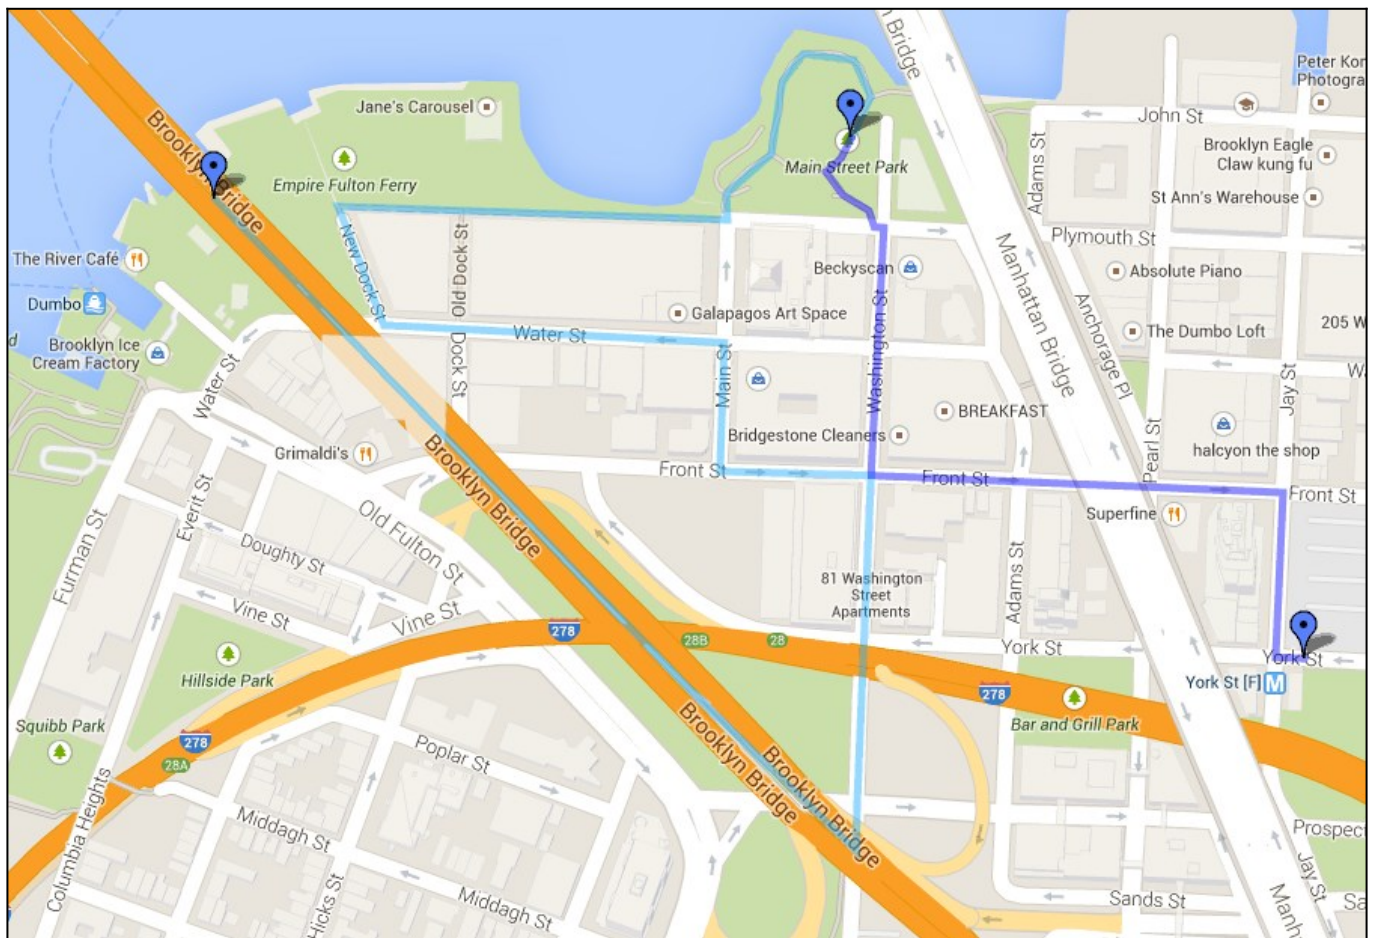 n Bridge
Peter Kor
Photogra
Jane's Carousel
John St
Brooklyn Bridge
Adams St
Brooklyn Eagle
Claw kung fu
Main Street Park
Empire Fulton Ferry
St Ann's Warehouse
New Dock St
Old Dock St
Plymouth St
Manhattan Bridge
The River Café
Beckyscan
Absolute Piano
Anchorage Pl
Dumbo
Washington St
Galapagos Art Space
205 W
d
Brooklyn Ice
Cream Factory
Water St
The Dumbo Loft
Dock St
Main St
Water St
Wa
Jay St
BREAKFAST
Pearl St
Bridgestone Cleaners
halcyon the shop
Grimaldi's
Brooklyn Bridge
Front St
Front St
Front St
Everit St
Old Fulton St
Superfine
Furman St
Doughty St
81 Washington
Street
Apartments
Adams St
Vine St
Vine St
278
28B
28
York St
York St
Hillside Park
York St [F]
M
278
Squibb Park
278
28A
Brooklyn Bridge
Brooklyn Bridge
Bar and Grill Park
Poplar St
Columbia Heights
Middagh St
Prospec
Jay St
Hicks St
Middagh St
Sands St
Sa
Manh